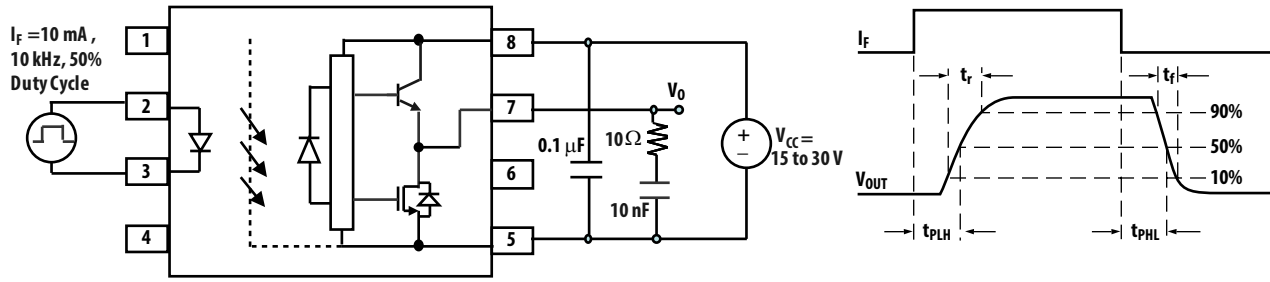 I_F = 10 mA ,
10 kHz, 50%
Duty Cycle
1
2
3
4
8
7
6
5
0.1 μF
V_O
10Ω
10 nF
+
–
V_CC =
15 to 30 V
I_F
t_r
t_f
90%
50%
10%
V_OUT
t_PLH
t_PHL